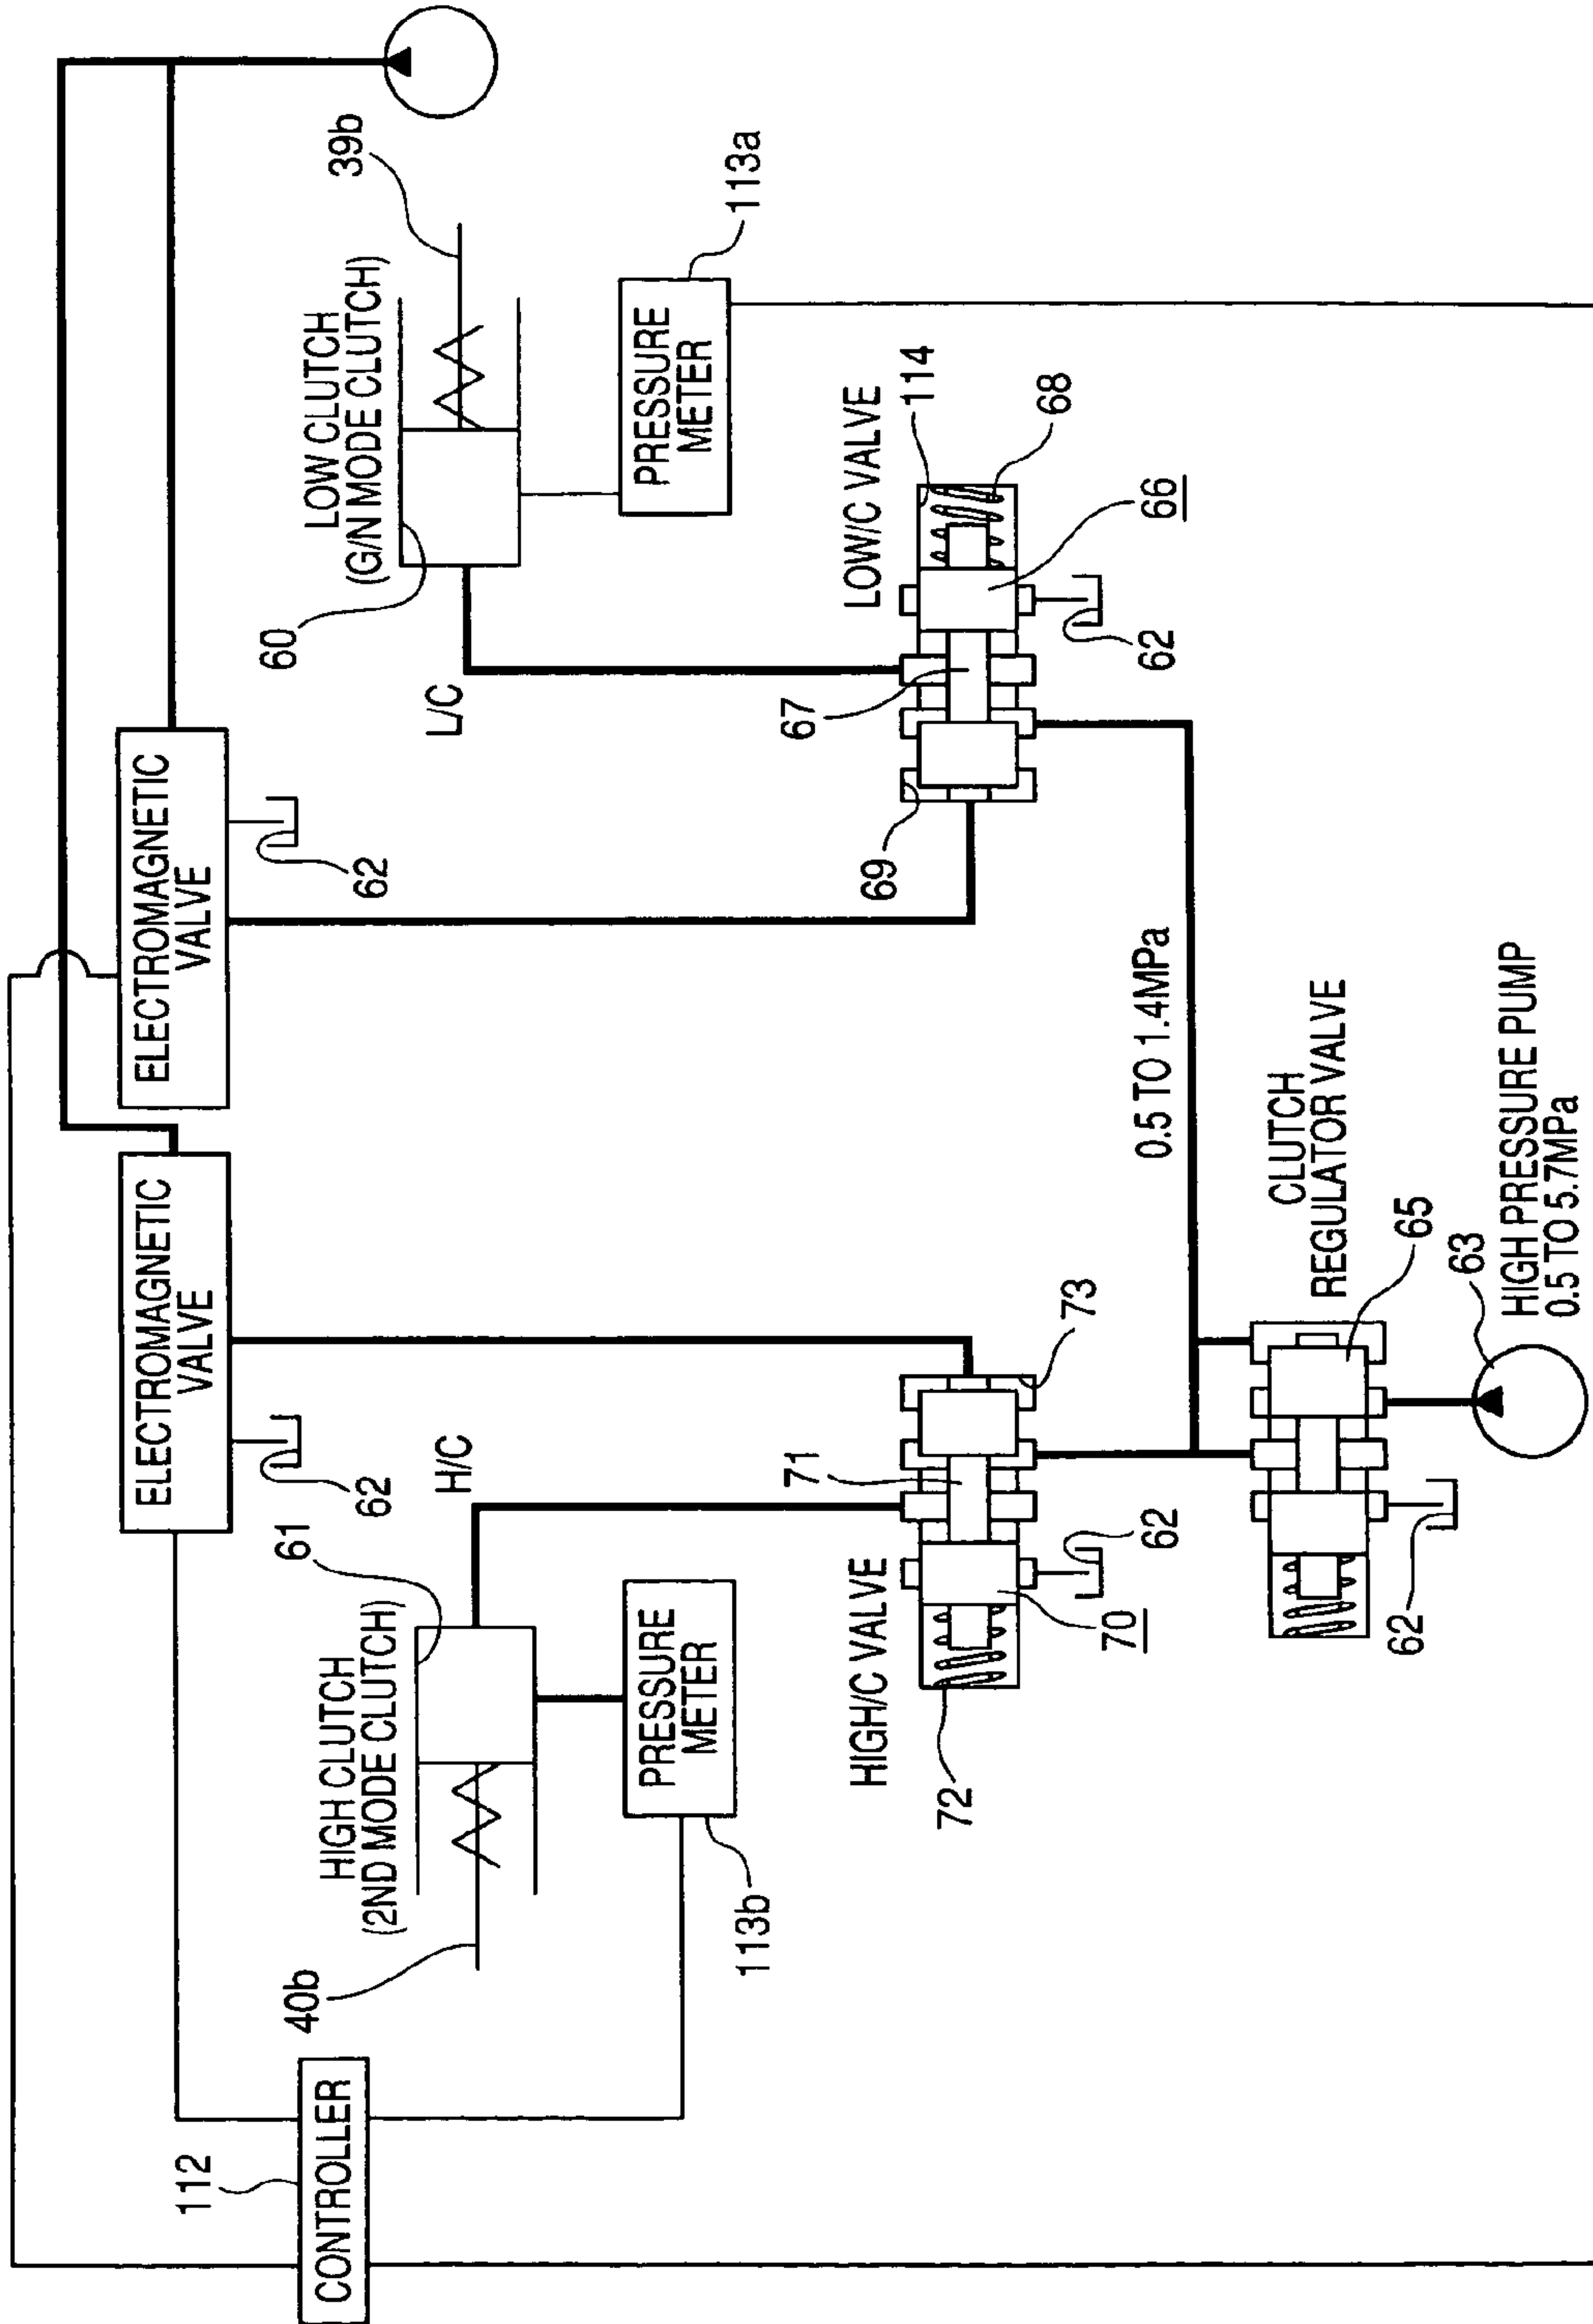 ELECTROMAGNETIC
VALVE
ELECTROMAGNETIC
VALVE
112
CONTROLLER
40b
HIGH CLUTCH
(2ND MODE CLUTCH)
61
62
H/C
PRESSURE
METER
113b
62
L/C
60
LOW CLUTCH
(G/N MODE CLUTCH)
39b
PRESSURE
METER
113a
HIGH/C VALVE
72
71
73
62
70
69
67
LOW/C VALVE
114
68
66
62
0.5 TO 1.4MPa
CLUTCH
REGULATOR VALVE
65
62
63
HIGH PRESSURE PUMP
0.5 TO 5.7MPa